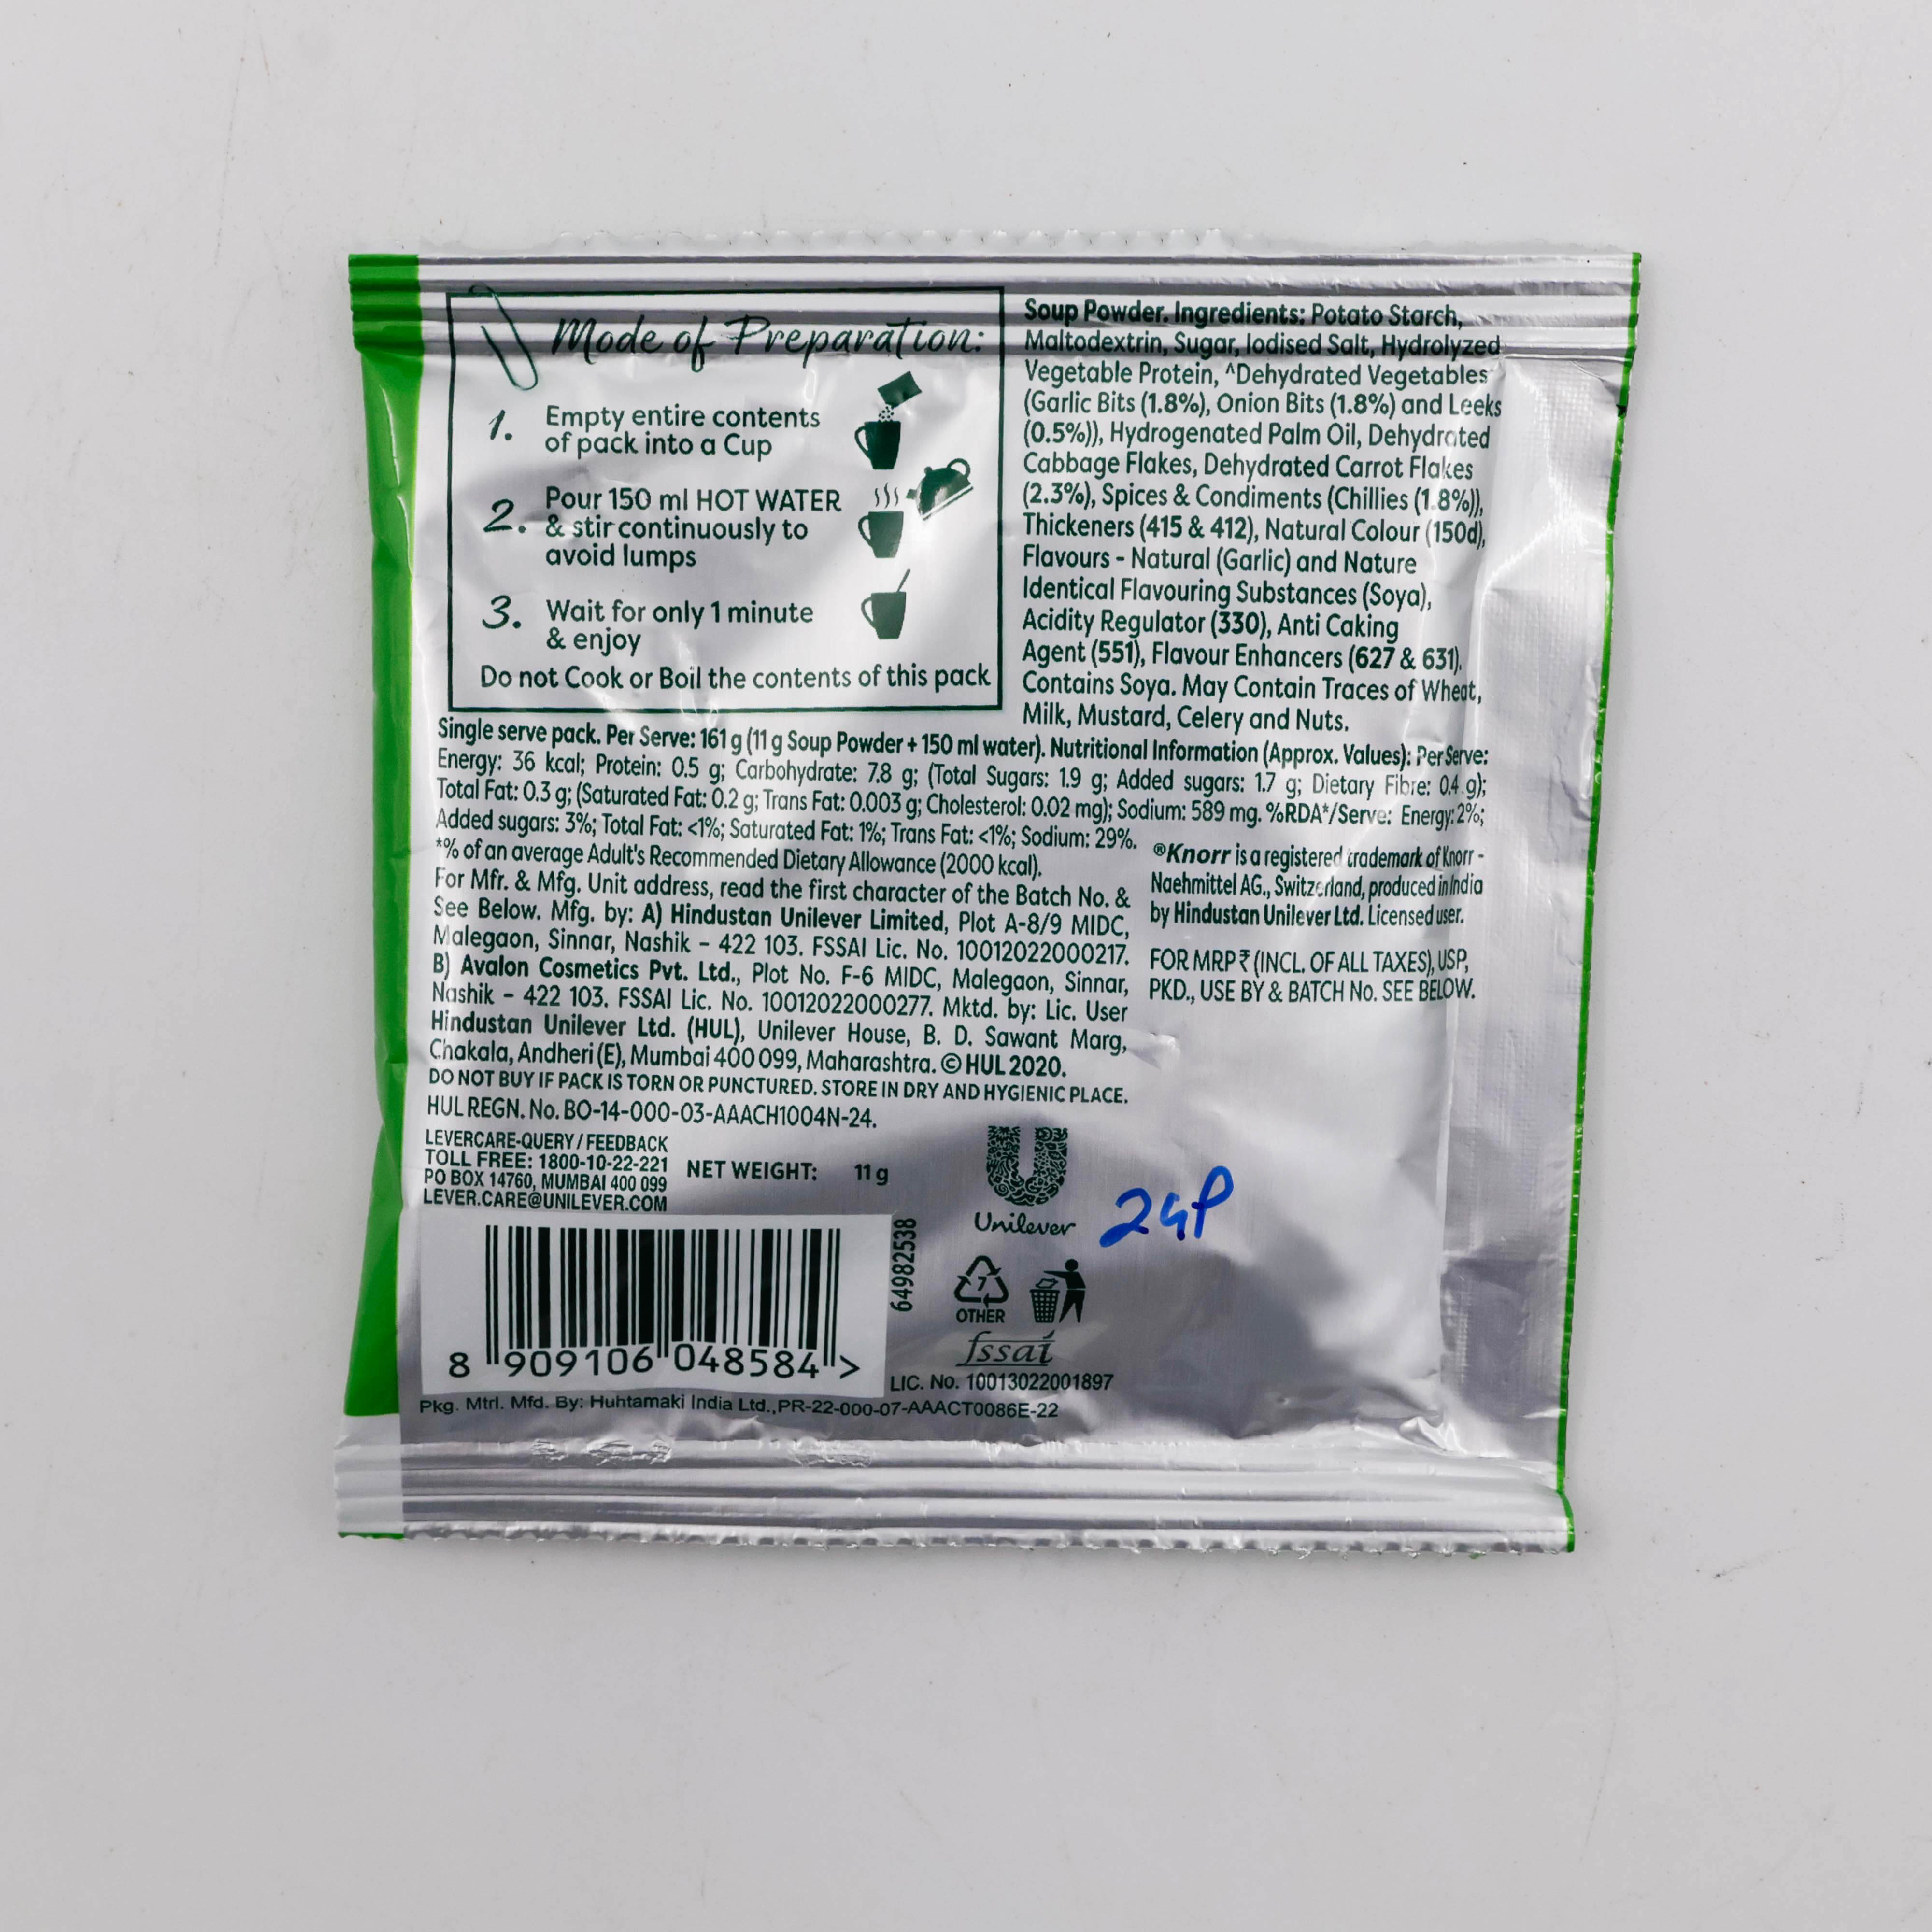 Mode of Preparation:
1. Empty entire contents
of pack into a Cup
2. Pour 150 ml HOT WATER
& stir continuously to
avoid lumps
3. Wait for only 1 minute
& enjoy
Do not Cook or Boil the contents of this pack
Soup Powder. Ingredients: Potato Starch,
Maltodextrin, Sugar, Iodised Salt, Hydrolyzed
Vegetable Protein, ^Dehydrated Vegetables
(Garlic Bits (1.8%), Onion Bits (1.8%) and Leeks
(0.5%)), Hydrogenated Palm Oil, Dehydrated
Cabbage Flakes, Dehydrated Carrot Flakes
(2.3%), Spices & Condiments (Chillies (1.8%)),
Thickeners (415 & 412), Natural Colour (150d),
Flavours - Natural (Garlic) and Nature
Identical Flavouring Substances (Soya),
Acidity Regulator (330), Anti Caking
Agent (551), Flavour Enhancers (627 & 631).
Contains Soya. May Contain Traces of Wheat,
Milk, Mustard, Celery and Nuts.
Single serve pack. Per Serve: 161 g (11 g Soup Powder + 150 ml water). Nutritional Information (Approx. Values): Per Serve:
Energy: 36 kcal; Protein: 0.5 g; Carbohydrate: 7.8 g; (Total Sugars: 1.9 g; Added sugars: 1.7 g; Dietary Fibre: 0.4 g);
Total Fat: 0.3 g; (Saturated Fat: 0.2 g; Trans Fat: 0.003 g; Cholesterol: 0.02 mg); Sodium: 589 mg. %RDA*/Serve: Energy: 2%;
Added sugars: 3%; Total Fat: <1%; Saturated Fat: 1%; Trans Fat: <1%; Sodium: 29%.
*% of an average Adult's Recommended Dietary Allowance (2000 kcal).
For Mfr. & Mfg. Unit address, read the first character of the Batch No. &
See Below. Mfg. by: A) Hindustan Unilever Limited, Plot A-8/9 MIDC,
Malegaon, Sinnar, Nashik – 422 103. FSSAI Lic. No. 10012022000217.
B) Avalon Cosmetics Pvt. Ltd., Plot No. F-6 MIDC, Malegaon, Sinnar,
Nashik – 422 103. FSSAI Lic. No. 10012022000277. Mktd. by: Lic. User
Hindustan Unilever Ltd. (HUL), Unilever House, B. D. Sawant Marg,
Chakala, Andheri (E), Mumbai 400 099, Maharashtra. © HUL 2020.
DO NOT BUY IF PACK IS TORN OR PUNCTURED. STORE IN DRY AND HYGIENIC PLACE.
HUL REGN. No. BO-14-000-03-AAACH1004N-24.
®Knorr is a registered trademark of Knorr -
Naehmittel AG., Switzerland, produced in India
by Hindustan Unilever Ltd. Licensed user.
FOR MRP ₹ (INCL. OF ALL TAXES), USP,
PKD., USE BY & BATCH No. SEE BELOW.
LEVERCARE-QUERY / FEEDBACK
TOLL FREE: 1800-10-22-221
PO BOX 14760, MUMBAI 400 099
LEVER.CARE@UNILEVER.COM
NET WEIGHT: 11 g
Unilever
64982538
7
OTHER
fssai
LIC. No. 10013022001897
8 909106 048584 >
Pkg. Mtrl. Mfd. By: Huhtamaki India Ltd.,PR-22-000-07-AAACT0086E-22